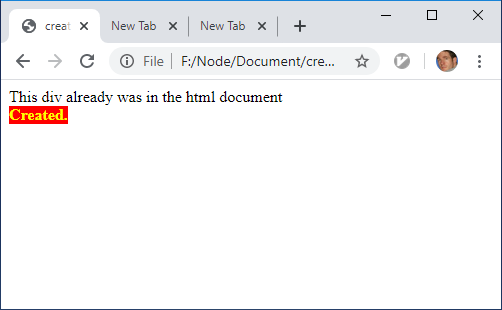 creat
New Tab
New Tab
File
F:/Node/Document/cre...
This div already was in the html document
Created.